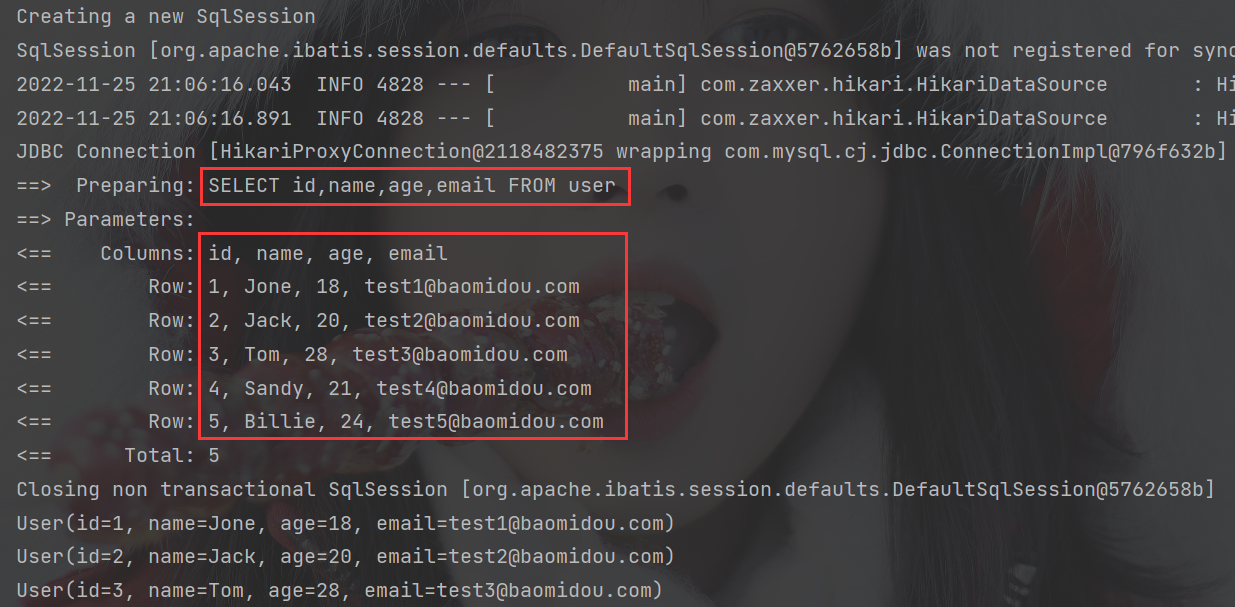 Creating a new SqlSession
SqlSession [org.apache.ibatis.session.defaults.DefaultSqlSession@5762658b] was not registered for sync
2022-11-25 21:06:16.043  INFO 4828 --- [           main] com.zaxxer.hikari.HikariDataSource       : Hi
2022-11-25 21:06:16.891  INFO 4828 --- [           main] com.zaxxer.hikari.HikariDataSource       : Hi
JDBC Connection [HikariProxyConnection@2118482375 wrapping com.mysql.cj.jdbc.ConnectionImpl@796f632b]
==>  Preparing: SELECT id,name,age,email FROM user
==> Parameters:
<==    Columns: id, name, age, email
<==        Row: 1, Jone, 18, test1@baomidou.com
<==        Row: 2, Jack, 20, test2@baomidou.com
<==        Row: 3, Tom, 28, test3@baomidou.com
<==        Row: 4, Sandy, 21, test4@baomidou.com
<==        Row: 5, Billie, 24, test5@baomidou.com
<==      Total: 5
Closing non transactional SqlSession [org.apache.ibatis.session.defaults.DefaultSqlSession@5762658b]
User(id=1, name=Jone, age=18, email=test1@baomidou.com)
User(id=2, name=Jack, age=20, email=test2@baomidou.com)
User(id=3, name=Tom, age=28, email=test3@baomidou.com)